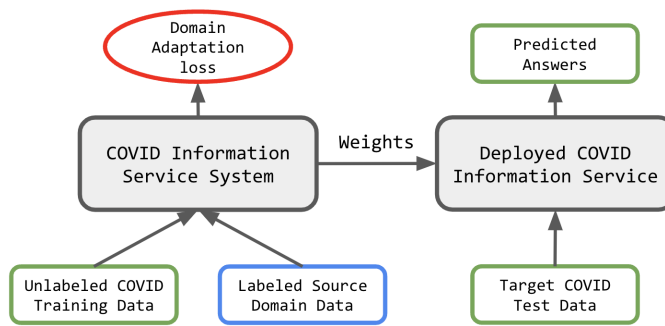 Domain
Adaptation
loss
Predicted
Answers
COVID Information
Service System
Weights
Deployed COVID
Information Service
Unlabeled COVID
Training Data
Labeled Source
Domain Data
Target COVID
Test Data